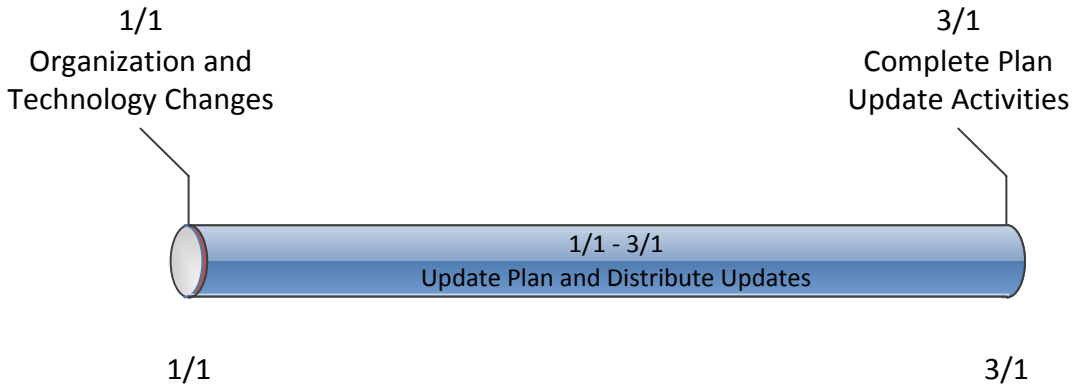 1/1
Organization and
Technology Changes
3/1
Complete Plan
Update Activities
1/1 - 3/1
Update Plan and Distribute Updates
1/1
3/1